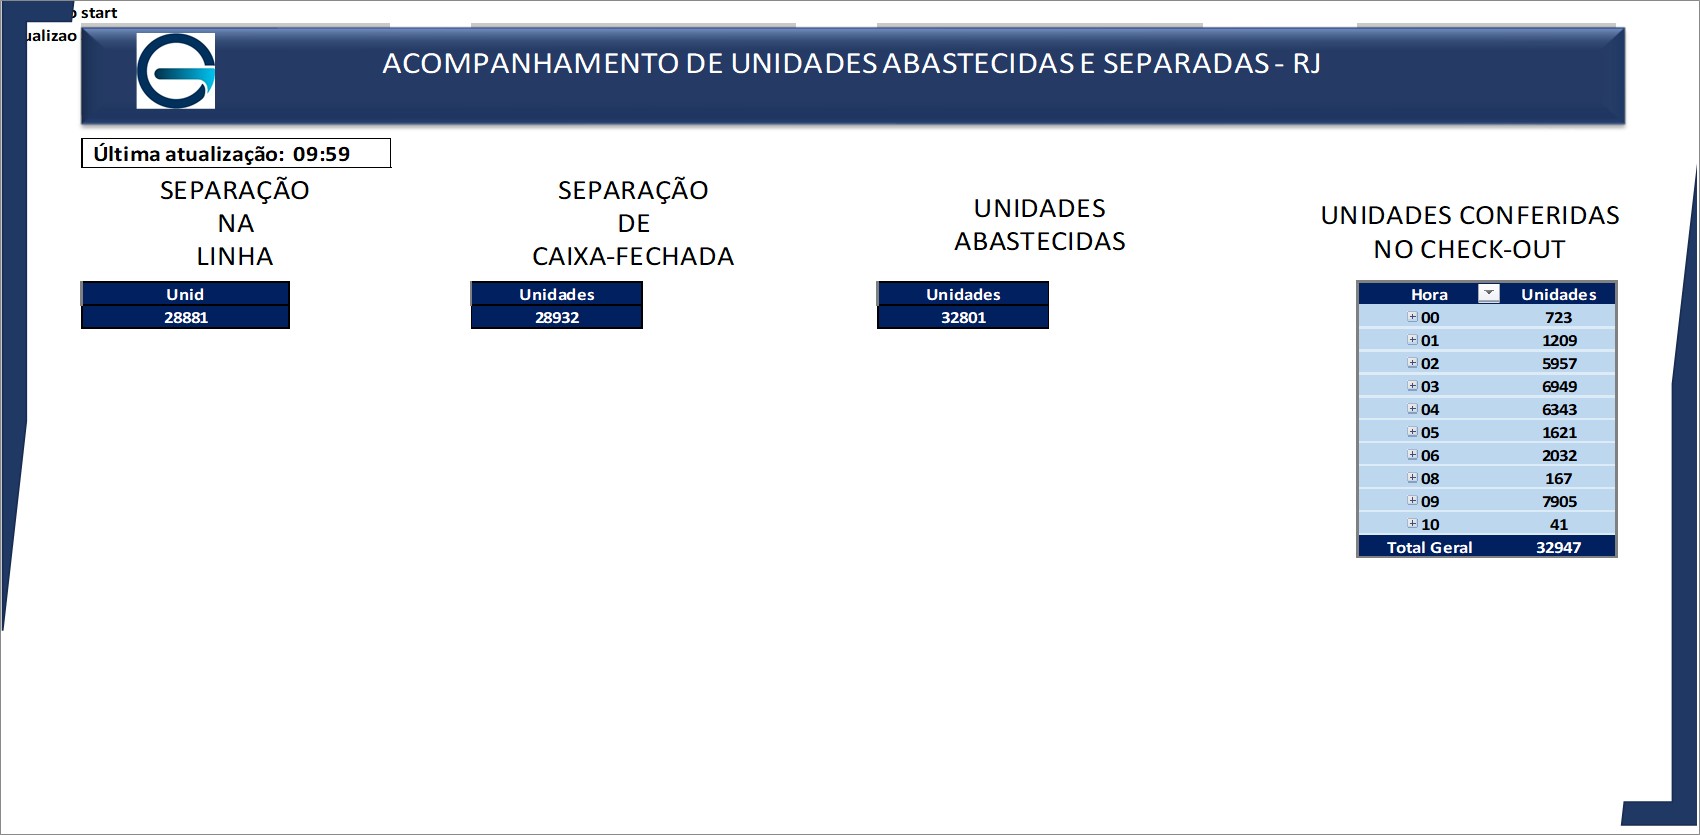 start
ualizao
ACOMPANHAMENTO DE UNIDADES ABASTECIDAS E SEPARADAS - RJ
Última atualização: 09:59
SEPARAÇÃO
NA
LINHA
Unid
28881
SEPARAÇÃO
DE
CAIXA-FECHADA
Unidades
28932
UNIDADES
ABASTECIDAS
Unidades
32801
UNIDADES CONFERIDAS
NO CHECK-OUT
Hora Unidades
00 723
01 1209
02 5957
03 6949
04 6343
05 1621
06 2032
08 167
09 7905
10 41
Total Geral 32947